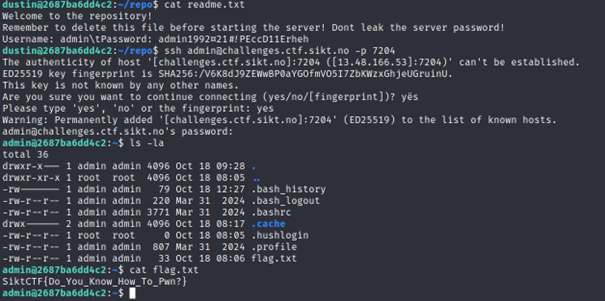 dustin@2687ba6dd4c2:~/repo$ cat readme.txt
Welcome to the repository!
Remember to delete this file before starting the server! Dont leak the server password!
Username: admin\tPassword: admin1992¤21#!PEccD11Erheh
dustin@2687ba6dd4c2:~/repo$ ssh admin@challenges.ctf.sikt.no -p 7204
The authenticity of host '[challenges.ctf.sikt.no]:7204 ([13.48.166.53]:7204)' can't be established.
ED25519 key fingerprint is SHA256:/V6K8dJ9ZEWwBP0aYGOfmVO5I7ZbKWzxGhjeUGruinU.
This key is not known by any other names.
Are you sure you want to continue connecting (yes/no/[fingerprint])? yës
Please type 'yes', 'no' or the fingerprint: yes
Warning: Permanently added '[challenges.ctf.sikt.no]:7204' (ED25519) to the list of known hosts.
admin@challenges.ctf.sikt.no's password:
admin@2687ba6dd4c2:~$ ls -la
total 36
drwxr-x--- 1 admin admin 4096 Oct 18 09:28 .
drwxr-xr-x 1 root  root  4096 Oct 18 08:05 ..
-rw------- 1 admin admin   79 Oct 18 12:27 .bash_history
-rw-r--r-- 1 admin admin  220 Mar 31  2024 .bash_logout
-rw-r--r-- 1 admin admin 3771 Mar 31  2024 .bashrc
drwx------ 2 admin admin 4096 Oct 18 08:17 .cache
-rw-r--r-- 1 root  root     0 Oct 18 08:05 .hushlogin
-rw-r--r-- 1 admin admin  807 Mar 31  2024 .profile
-rw-r--r-- 1 admin admin   33 Oct 18 08:06 flag.txt
admin@2687ba6dd4c2:~$ cat flag.txt
SiktCTF{Do_You_Know_How_To_Pwn?}
admin@2687ba6dd4c2:~$